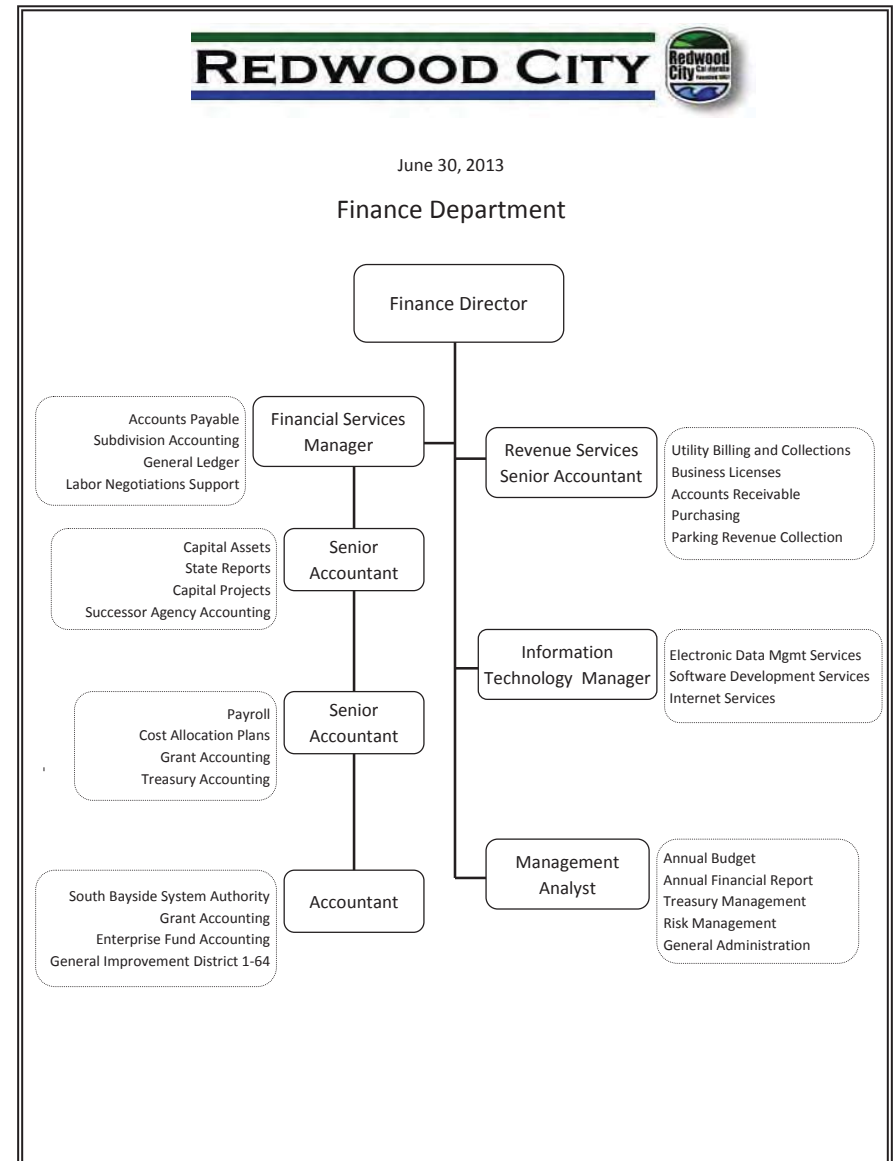 REDWOOD CITY
Redwood
City California
Founded 1867
June 30, 2013
Finance Department
Finance Director
Accounts Payable
Subdivision Accounting
General Ledger
Labor Negotiations Support
Financial Services
Manager
Revenue Services
Senior Accountant
Utility Billing and Collections
Business Licenses
Accounts Receivable
Purchasing
Parking Revenue Collection
Capital Assets
State Reports
Capital Projects
Successor Agency Accounting
Senior
Accountant
Information
Technology Manager
Electronic Data Mgmt Services
Software Development Services
Internet Services
Payroll
Cost Allocation Plans
Grant Accounting
Treasury Accounting
Senior
Accountant
Management
Analyst
Annual Budget
Annual Financial Report
Treasury Management
Risk Management
General Administration
South Bayside System Authority
Grant Accounting
Enterprise Fund Accounting
General Improvement District 1-64
Accountant